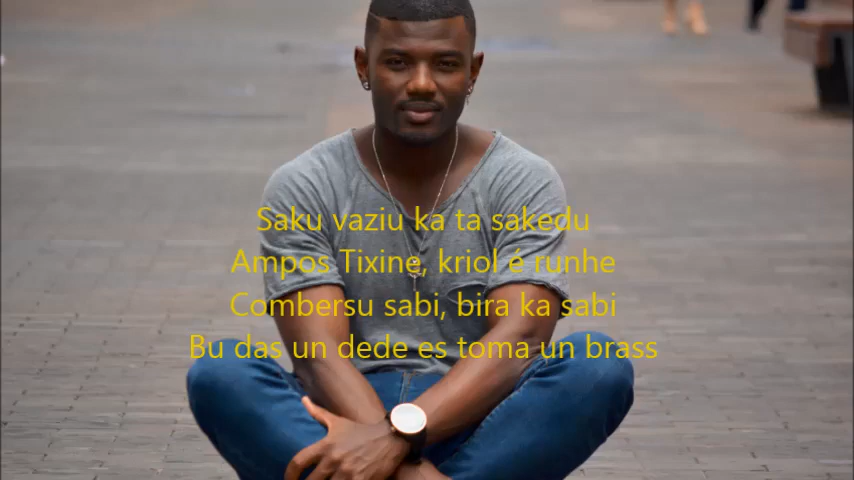 Saku vaziu ka ta sakedu
Ampos Tixine, kriol é runhe
Combersu sabi, bira ka sabi
Bu das un dede es toma un brass